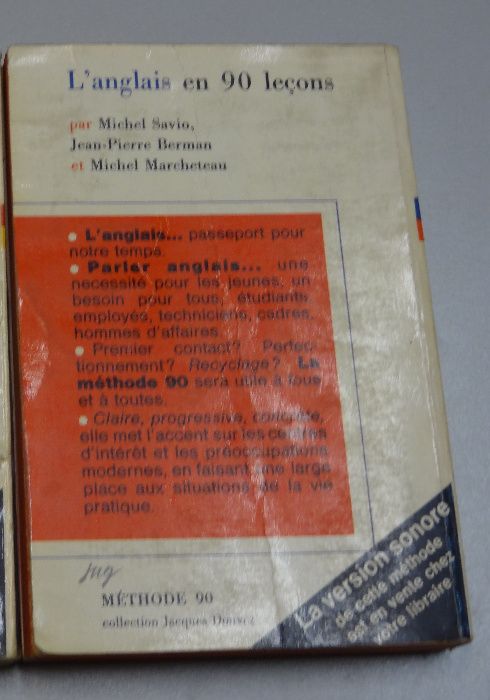 L'anglais en 90 leçons
par Michel Savio,
Jean-Pierre Berman
et Michel Marcheteau
• L'anglais... passeport pour
notre temps.
• Parler anglais... une
nécessité pour les jeunes, un
besoin pour tous, étudiants,
employés, techniciens, cadres,
hommes d'affaires.
• Premier contact? Perfec-
tionnement? Recyclage? La
méthode 90 sera utile à tous
et à toutes.
• Claire, progressive, concrète,
elle met l'accent sur les centres
d'intérêt et les préoccupations
modernes, en faisant une large
place aux situations de la vie
pratique.
MÉTHODE 90
collection Jacques
La version sonore
de cette méthode
est en vente chez
votre libraire